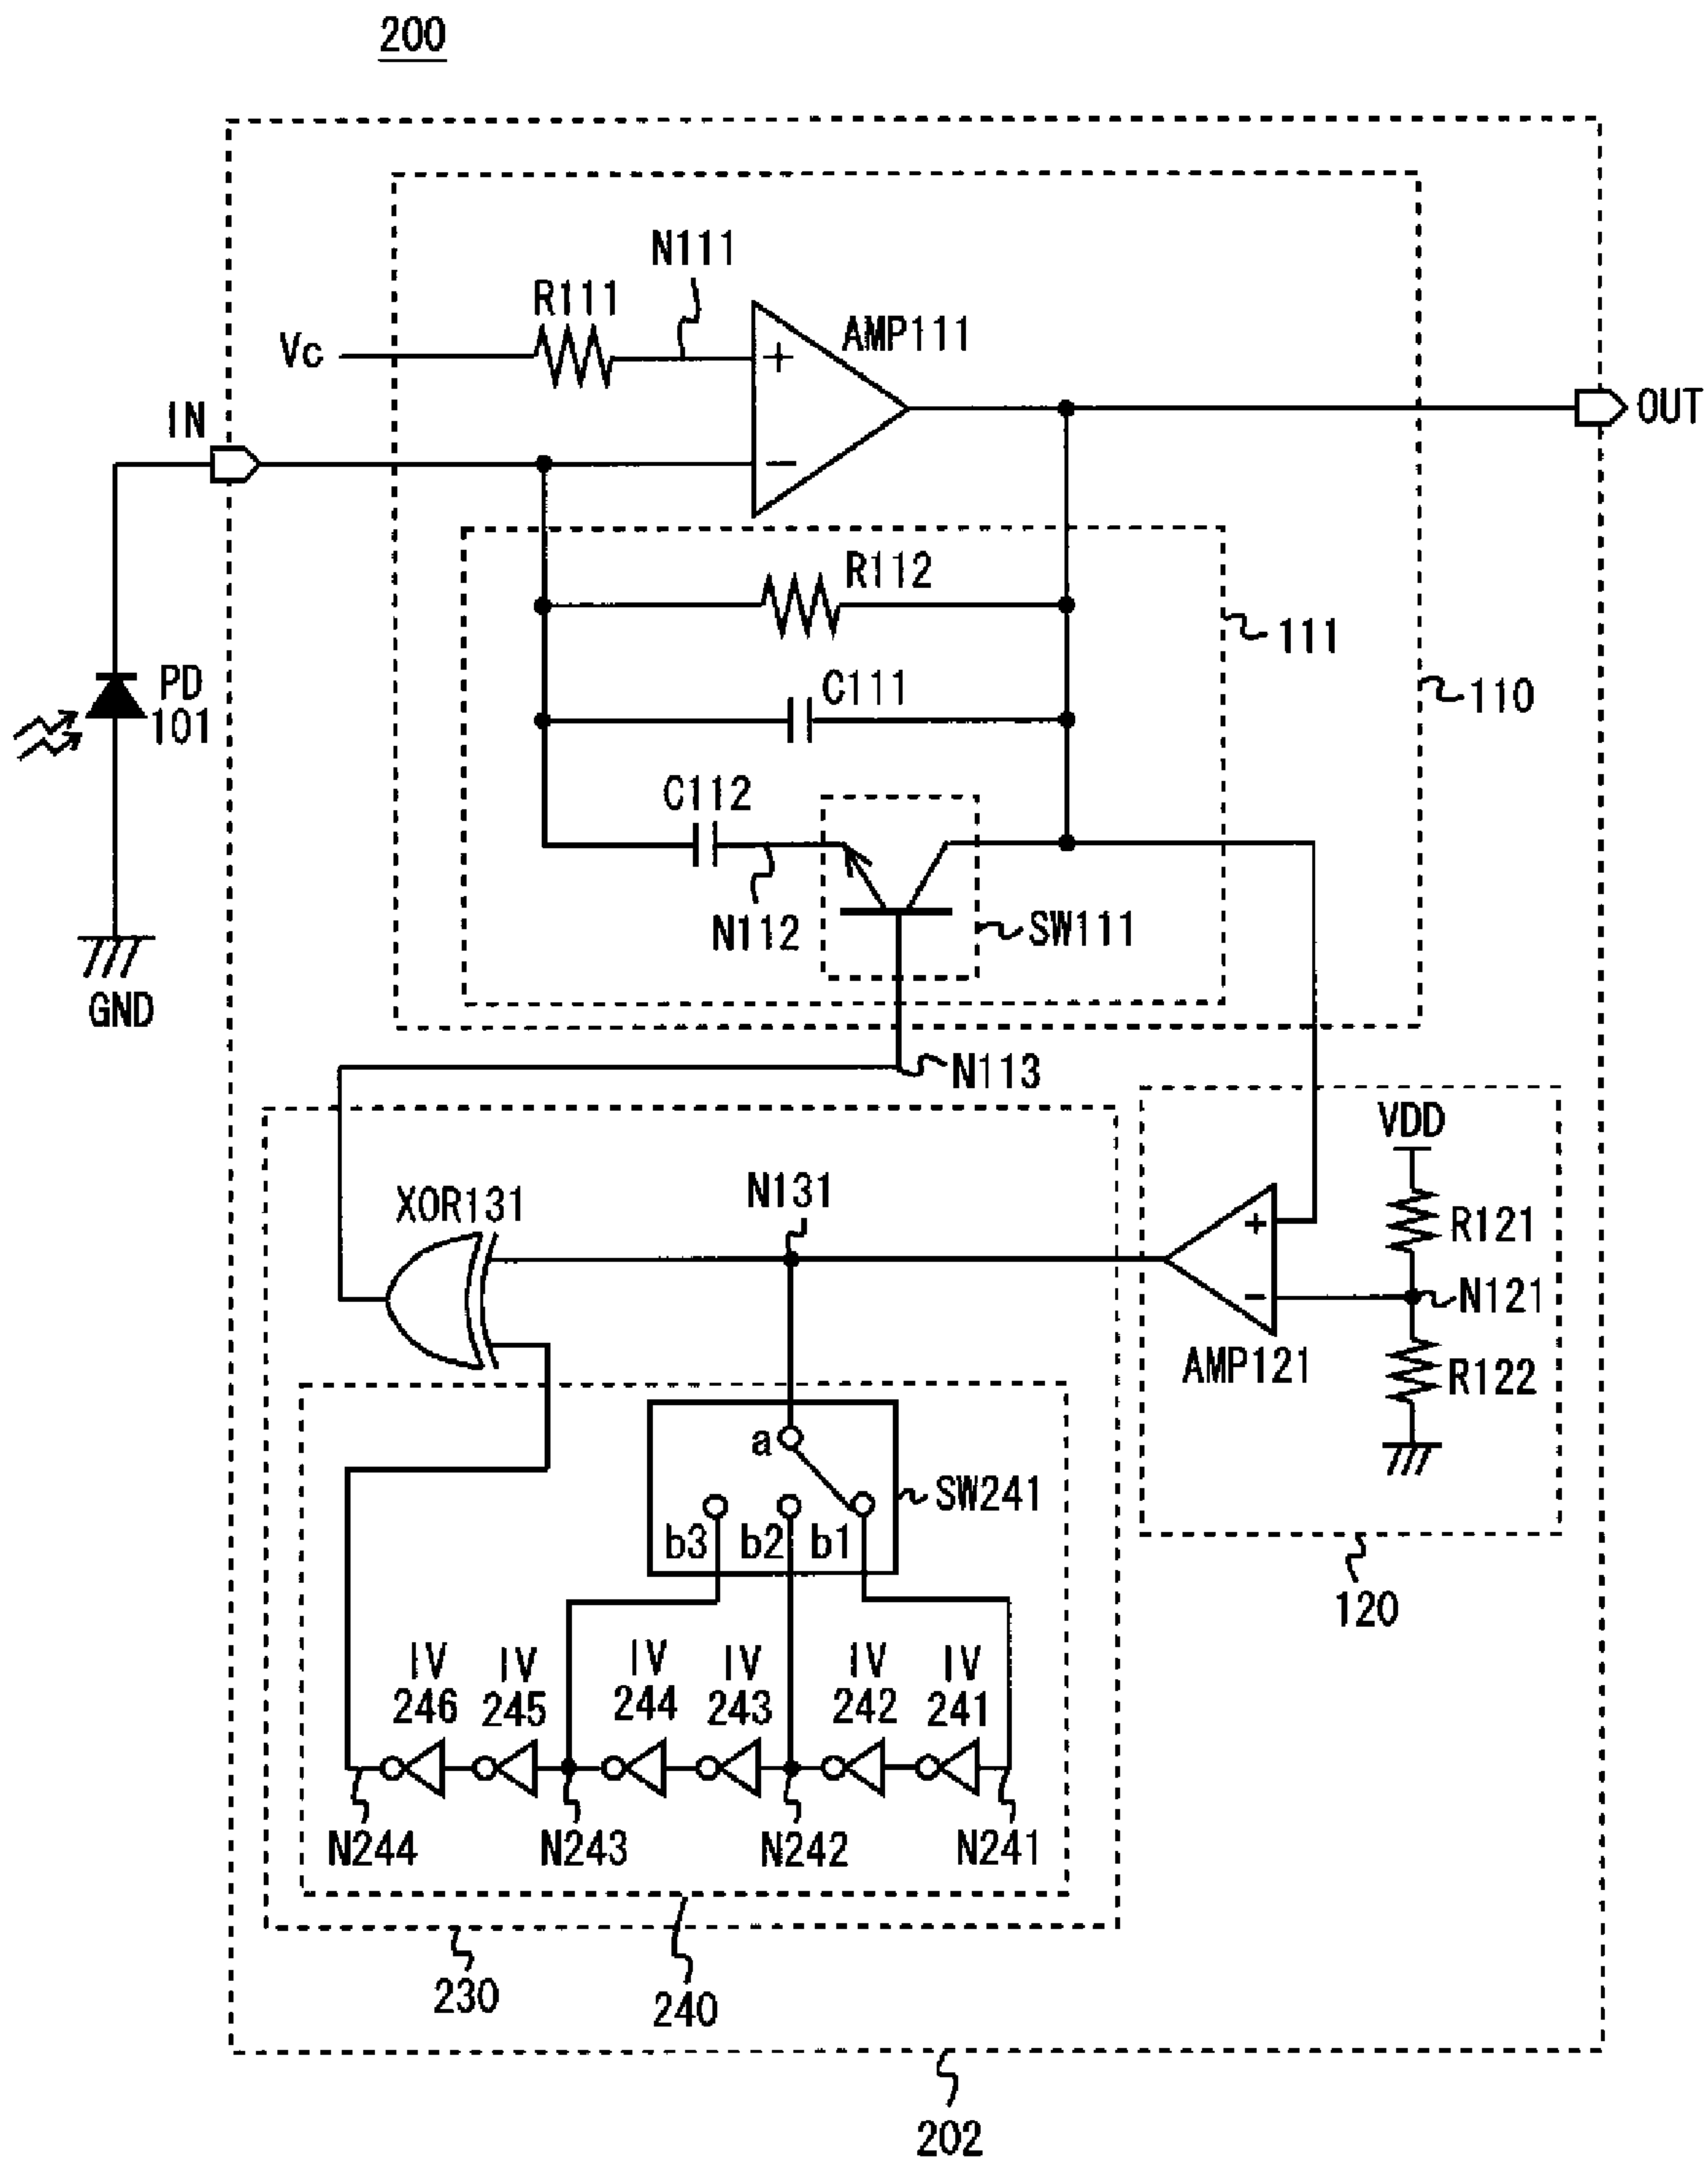 200
N111
R111
AMP111
Vc
+
IN
OUT
−
R112
111
PD
101
C111
110
C112
N112
SW111
GND
N113
VDD
N131
XOR131
+
R121
−
N121
AMP121
R122
a
SW241
b3
b2
b1
120
IV
246
IV
245
IV
244
IV
243
IV
242
IV
241
N244
N243
N242
N241
230
240
202